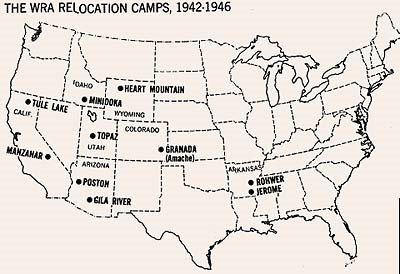 THE WRA RELOCATION CAMPS, 1942-1946
IDAHO
HEART MOUNTAIN
MINIDOKA
TULE LAKE
WYOMING
CALIF.
COLORADO
TOPAZ
UTAH
GRANADA
(Amache)
MANZANAR
ARIZONA
ARKANSAS
POSTON
ROHWER
JEROME
GILA RIVER